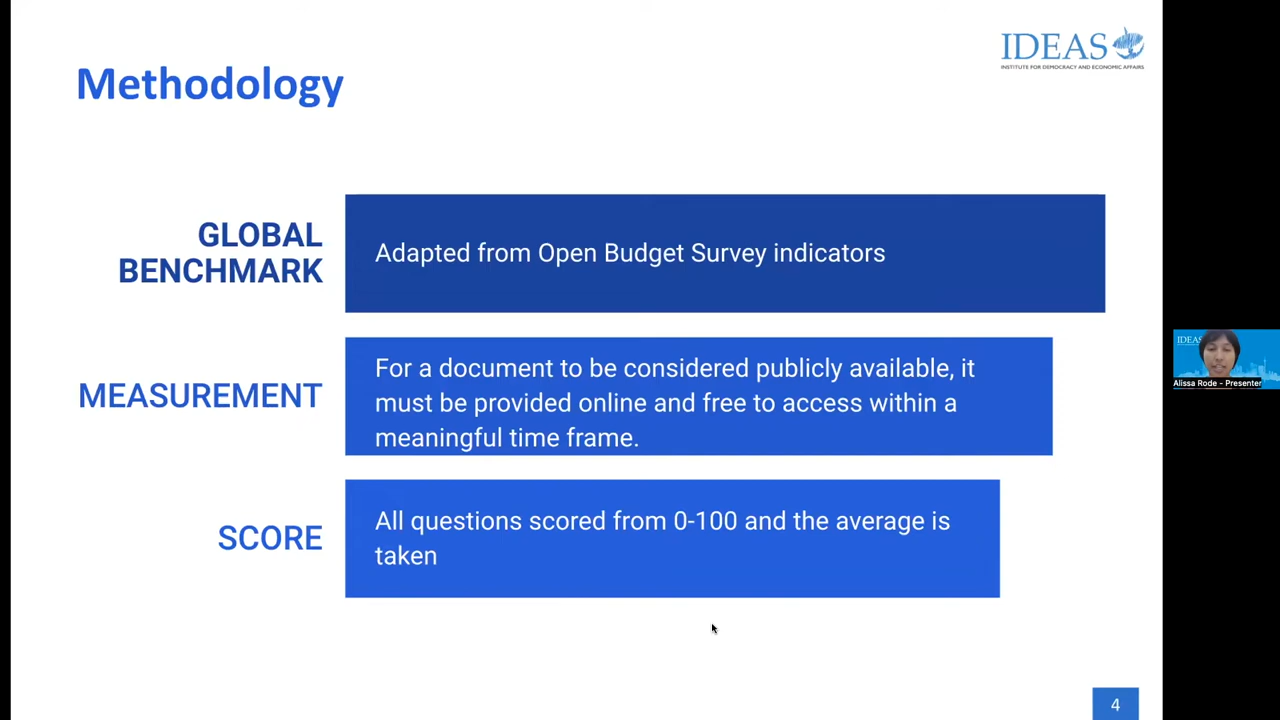 IDEAS
INSTITUTE FOR DEMOCRACY AND ECONOMIC AFFAIRS
Methodology
GLOBAL
BENCHMARK
Adapted from Open Budget Survey indicators
MEASUREMENT
For a document to be considered publicly available, it
must be provided online and free to access within a
meaningful time frame.
SCORE
All questions scored from 0-100 and the average is
taken
IDEAS
Alissa Rode - Presenter
4